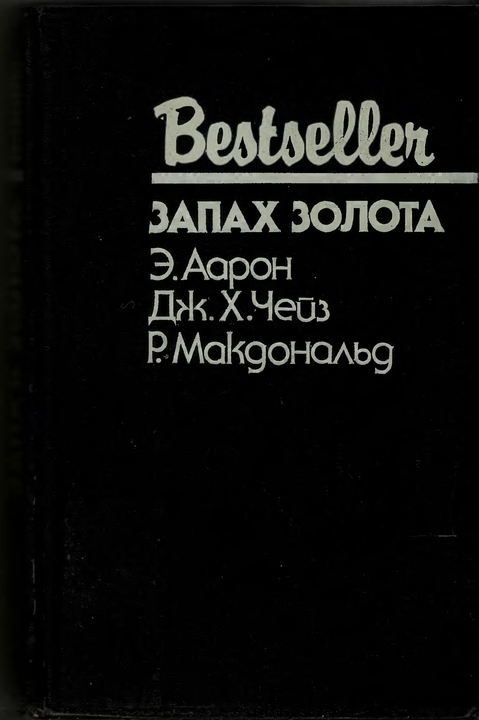 Bestseller
ЗАПАХ ЗОЛОТА
Э. Аарон
Дж. Х. Чейз
Р. Макдональд